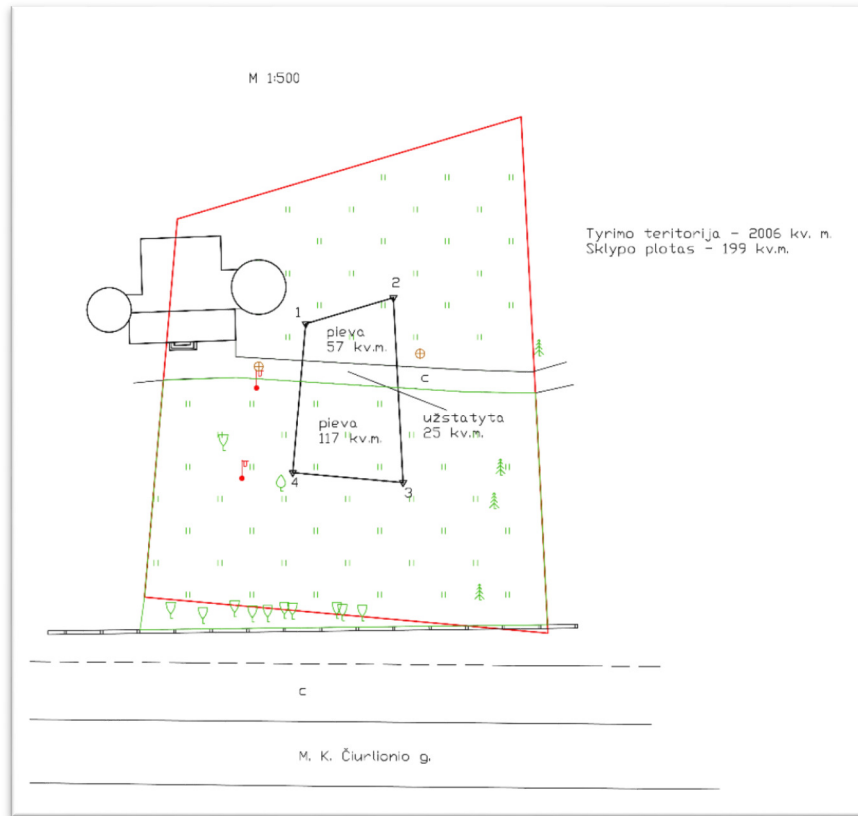 M 1:500
Tyrimo teritorija - 2006 kv. m.
Sklypo plotas - 199 kv.m.
2
1
pieva
57 kv.m.
c
užstatyta
25 kv.m.
pieva
117 kv.m.
4
3
c
M. K. Čiurlionio g.